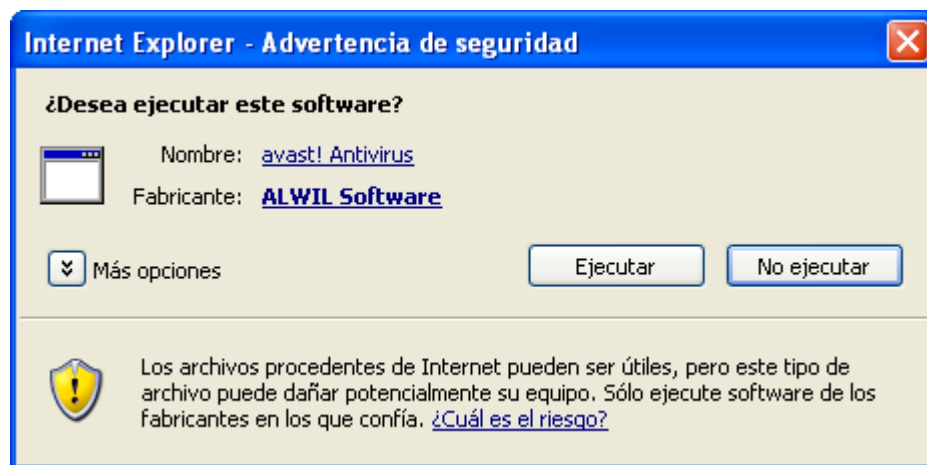 Internet Explorer - Advertencia de seguridad
¿Desea ejecutar este software?
Nombre: avast! Antivirus
Fabricante: ALWIL Software
Más opciones
Ejecutar
No ejecutar
Los archivos procedentes de Internet pueden ser útiles, pero este tipo de
archivo puede dañar potencialmente su equipo. Sólo ejecute software de los
fabricantes en los que confía. ¿Cuál es el riesgo?